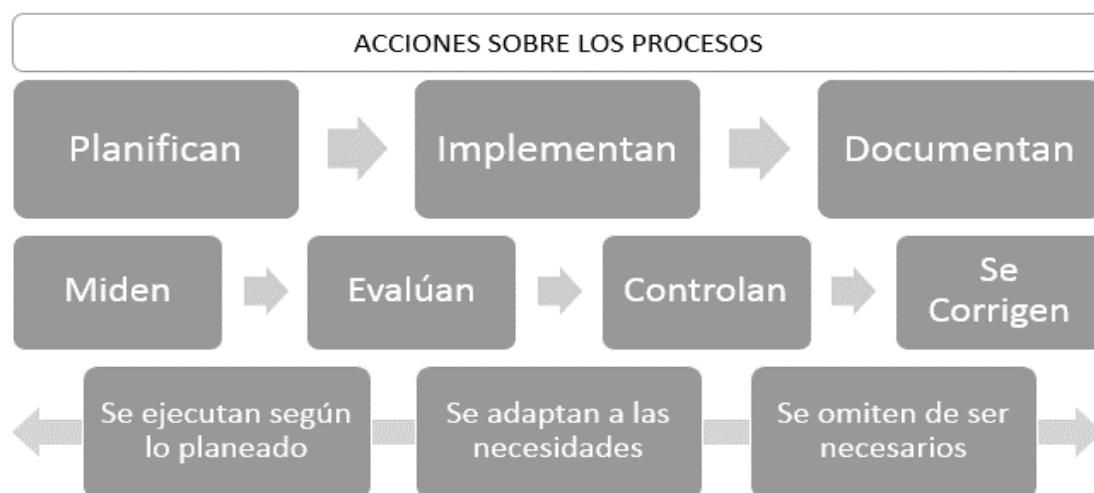 ACCIONES SOBRE LOS PROCESOS
Planifican
Implementan
Documentan
Miden
Evalúan
Controlan
Se
Corrigen
Se ejecutan según
lo planeado
Se adaptan a las
necesidades
Se omiten de ser
necesarios